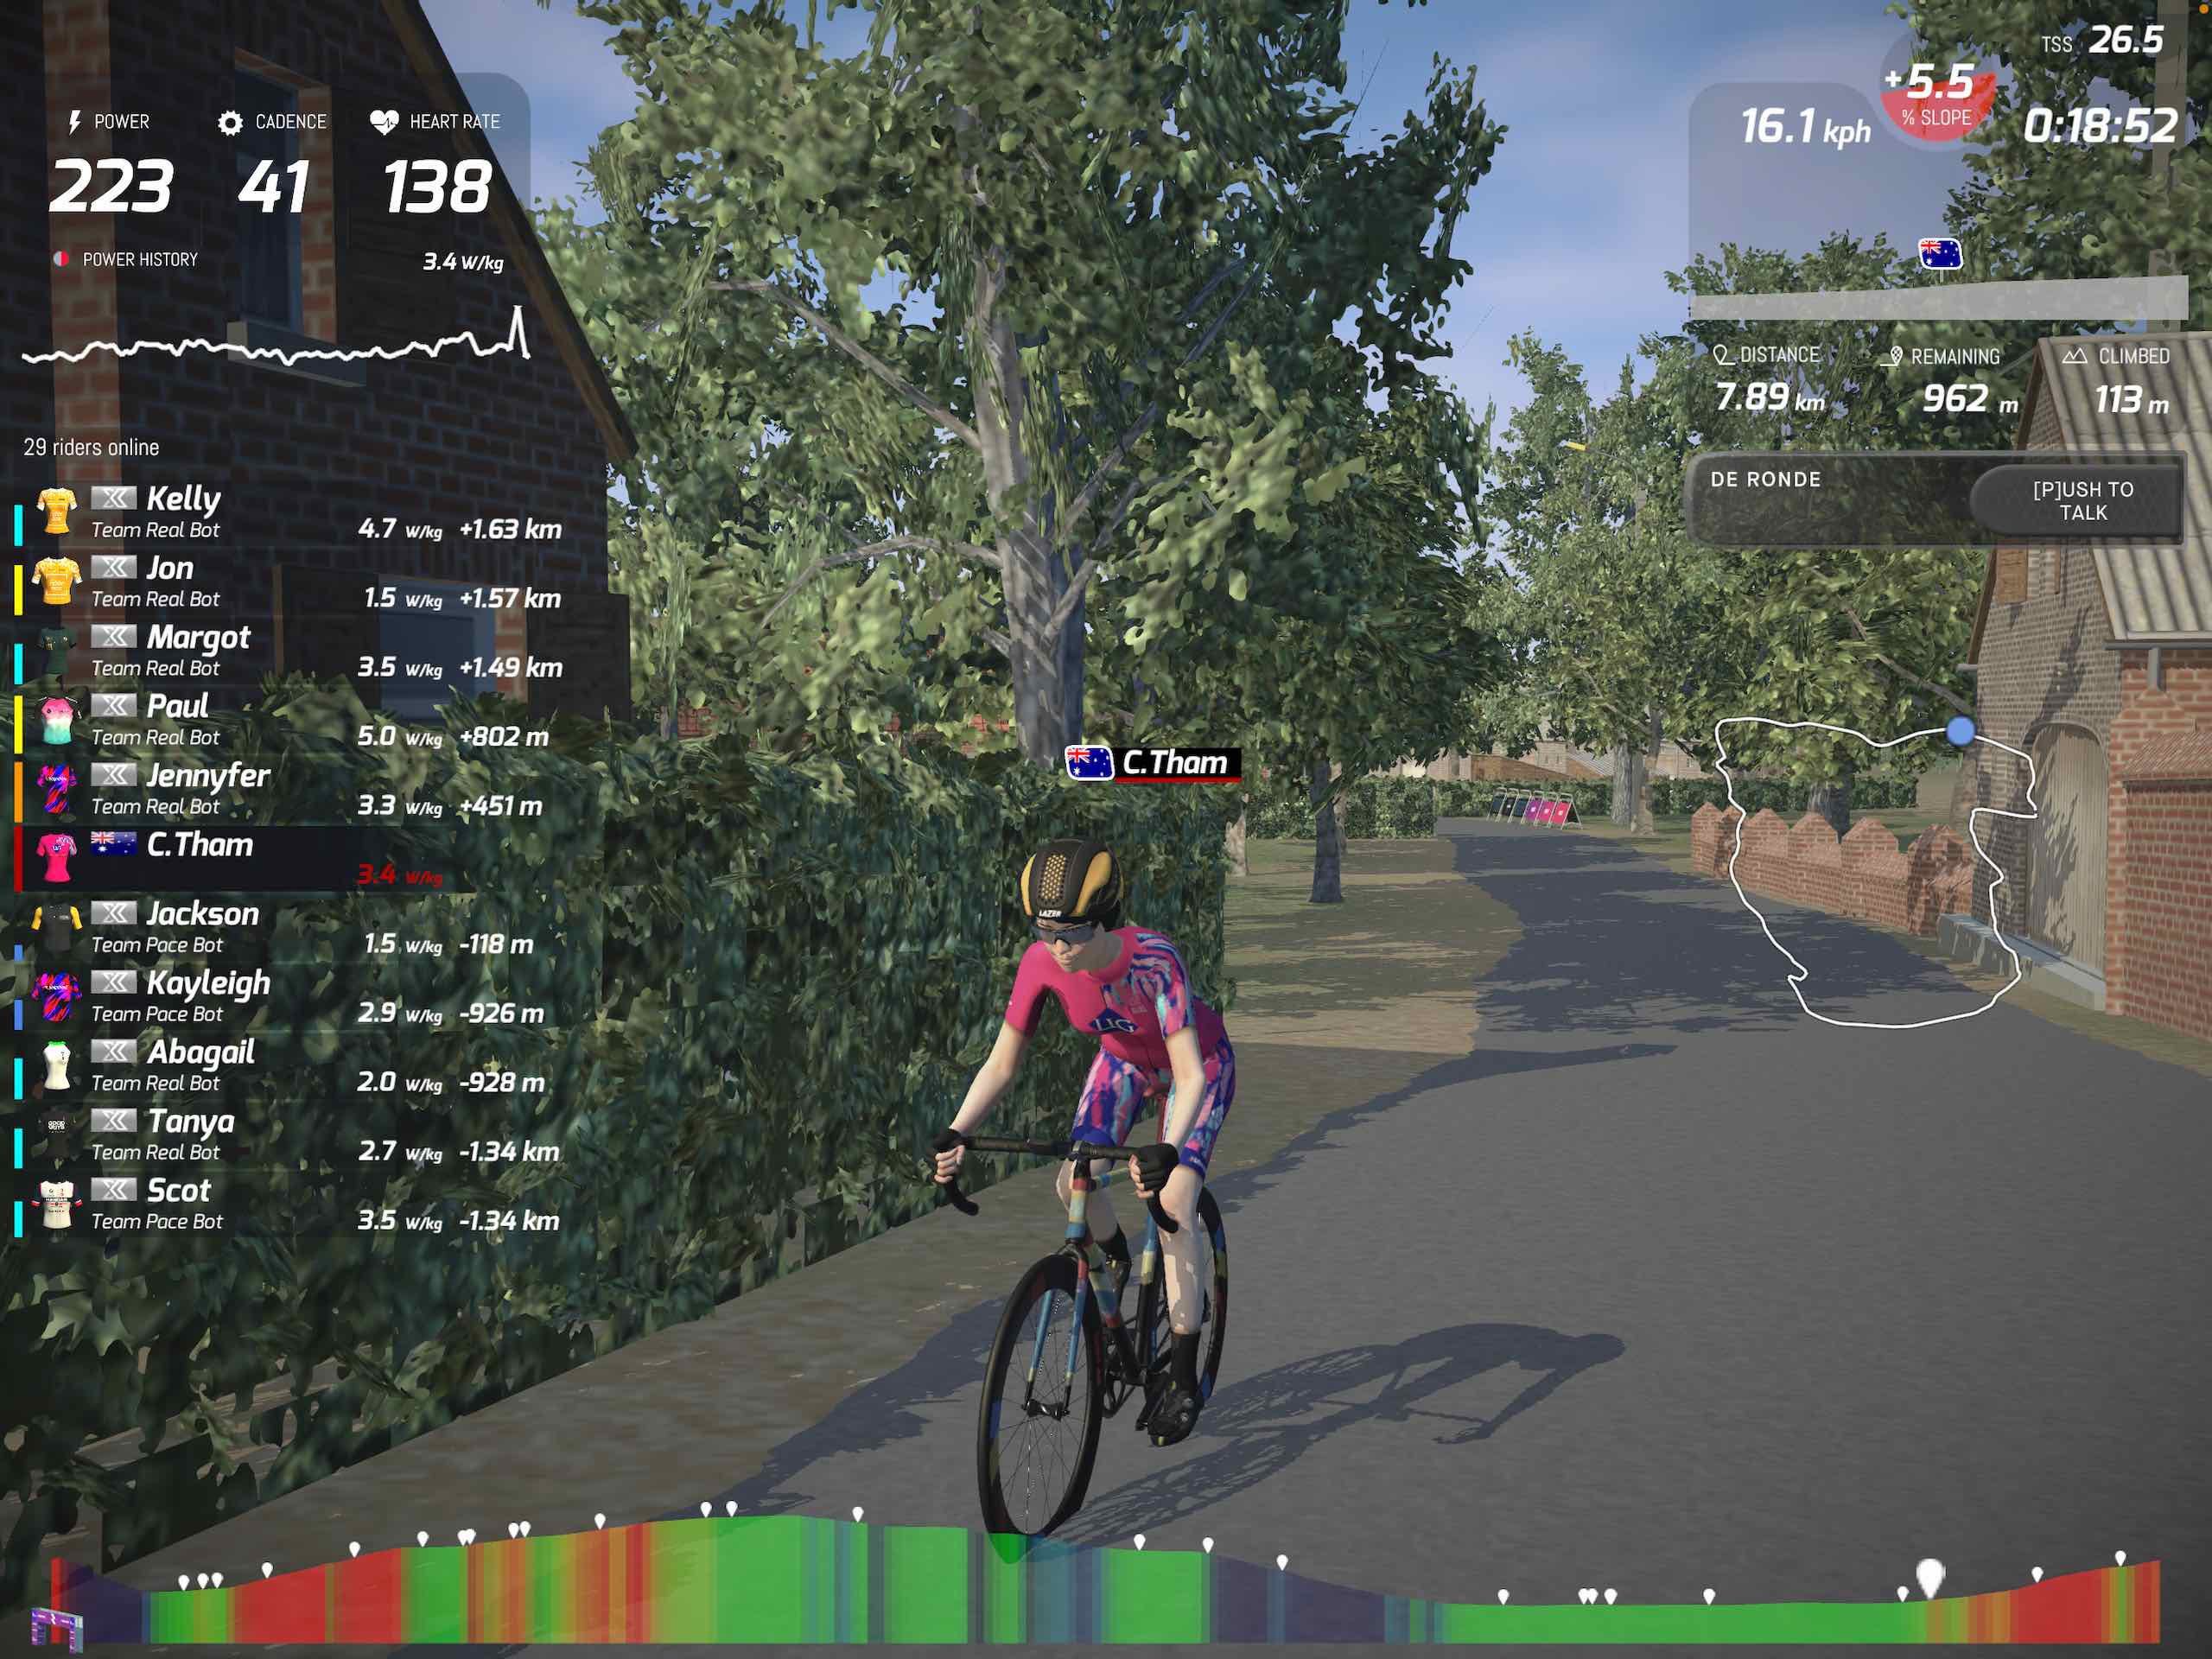 TSS 26.5
POWER CADENCE HEART RATE
223 41 138
POWER HISTORY 3.4 W/kg
+5.5
% SLOPE
16.1 kph 0:18:52
DISTANCE REMAINING CLIMBED
7.89 km 962 m 113 m
DE RONDE
[P]USH TO
TALK
29 riders online
Kelly
Team Real Bot 4.7 W/kg +1.63 km
Jon
Team Real Bot 1.5 W/kg +1.57 km
Margot
Team Real Bot 3.5 W/kg +1.49 km
Paul
Team Real Bot 5.0 W/kg +802 m
Jennyfer
Team Real Bot 3.3 W/kg +451 m
C.Tham
3.4 W/kg
Jackson
Team Pace Bot 1.5 W/kg -118 m
Kayleigh
Team Pace Bot 2.9 W/kg -926 m
Abagail
Team Real Bot 2.0 W/kg -928 m
Tanya
Team Real Bot 2.7 W/kg -1.34 km
Scot
Team Pace Bot 3.5 W/kg -1.34 km
C.Tham
LAZER